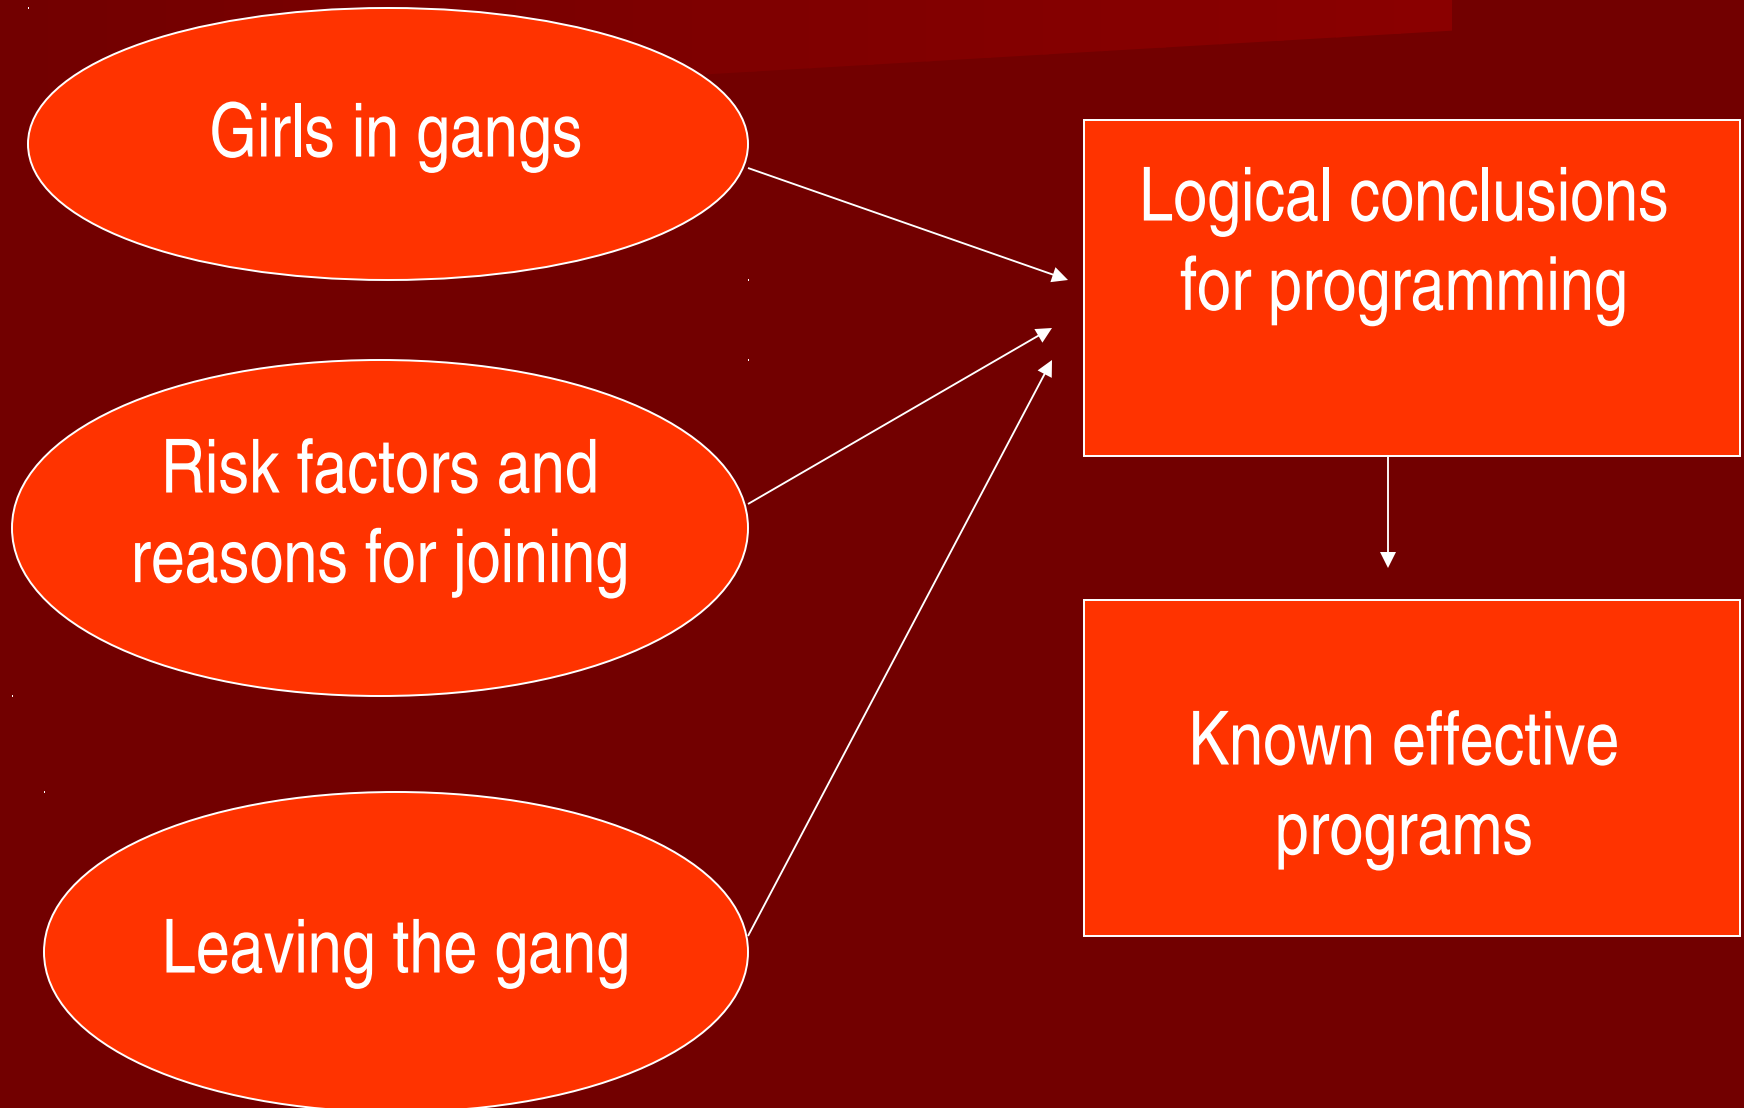 Girls in gangs
Risk factors and
reasons for joining
Leaving the gang
Logical conclusions
for programming
Known effective
programs